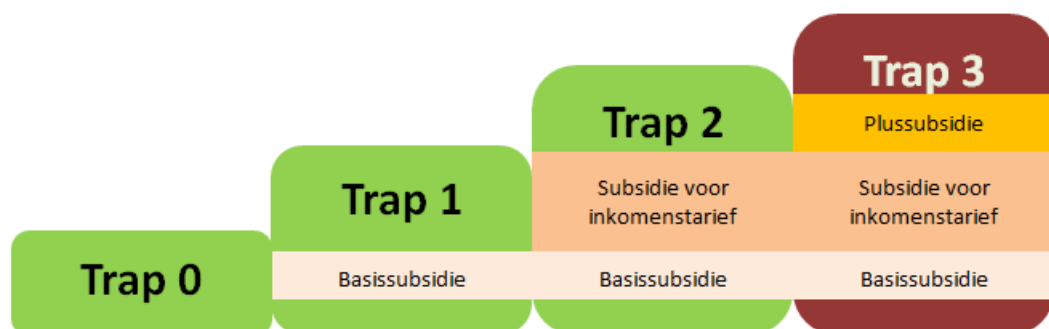 Trap 0
Trap 1
Basissubsidie
Trap 2
Subsidie voor
inkomenstarief
Basissubsidie
Trap 3
Plussubsidie
Subsidie voor
inkomenstarief
Basissubsidie